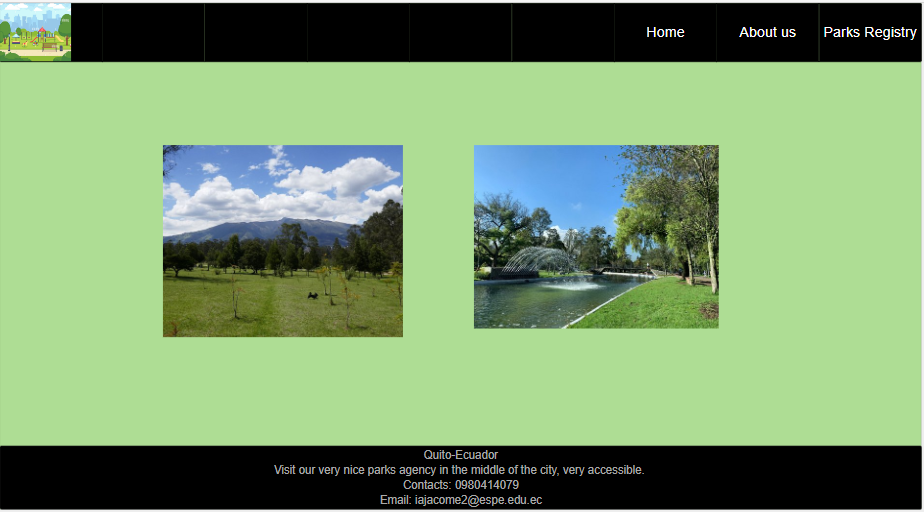 Home
About us
Parks Registry
Quito-Ecuador
Visit our very nice parks agency in the middle of the city, very accessible.
Contacts: 0980414079
Email: iajacome2@espe.edu.ec